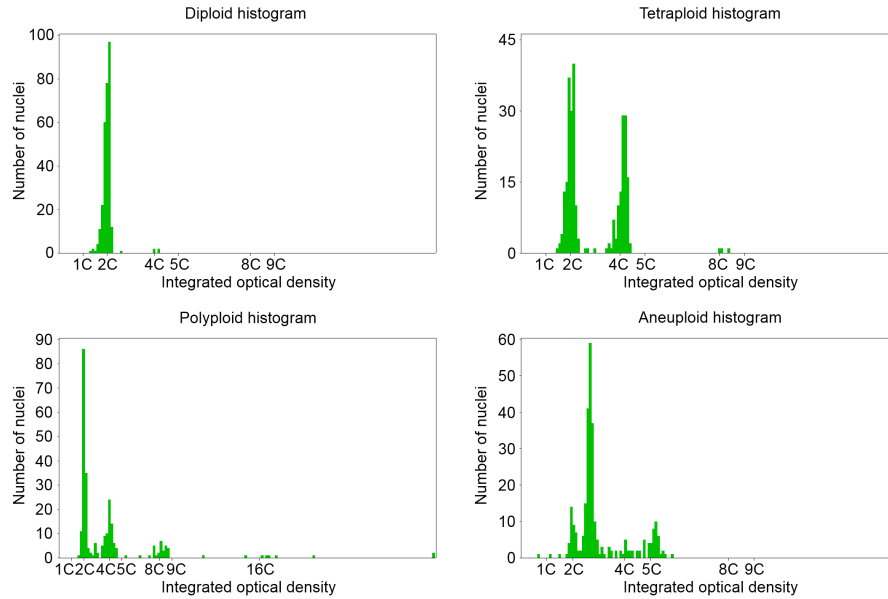 Diploid histogram
Number of nuclei
100
80
60
40
20
0
1C 2C 4C 5C 8C 9C
Integrated optical density
Tetraploid histogram
Number of nuclei
45
30
15
0
1C 2C 4C 5C 8C 9C
Integrated optical density
Polyploid histogram
Number of nuclei
90
80
70
60
50
40
30
20
10
0
1C 2C 4C 5C 8C 9C 16C
Integrated optical density
Aneuploid histogram
Number of nuclei
60
50
40
30
20
10
0
1C 2C 4C 5C 8C 9C
Integrated optical density